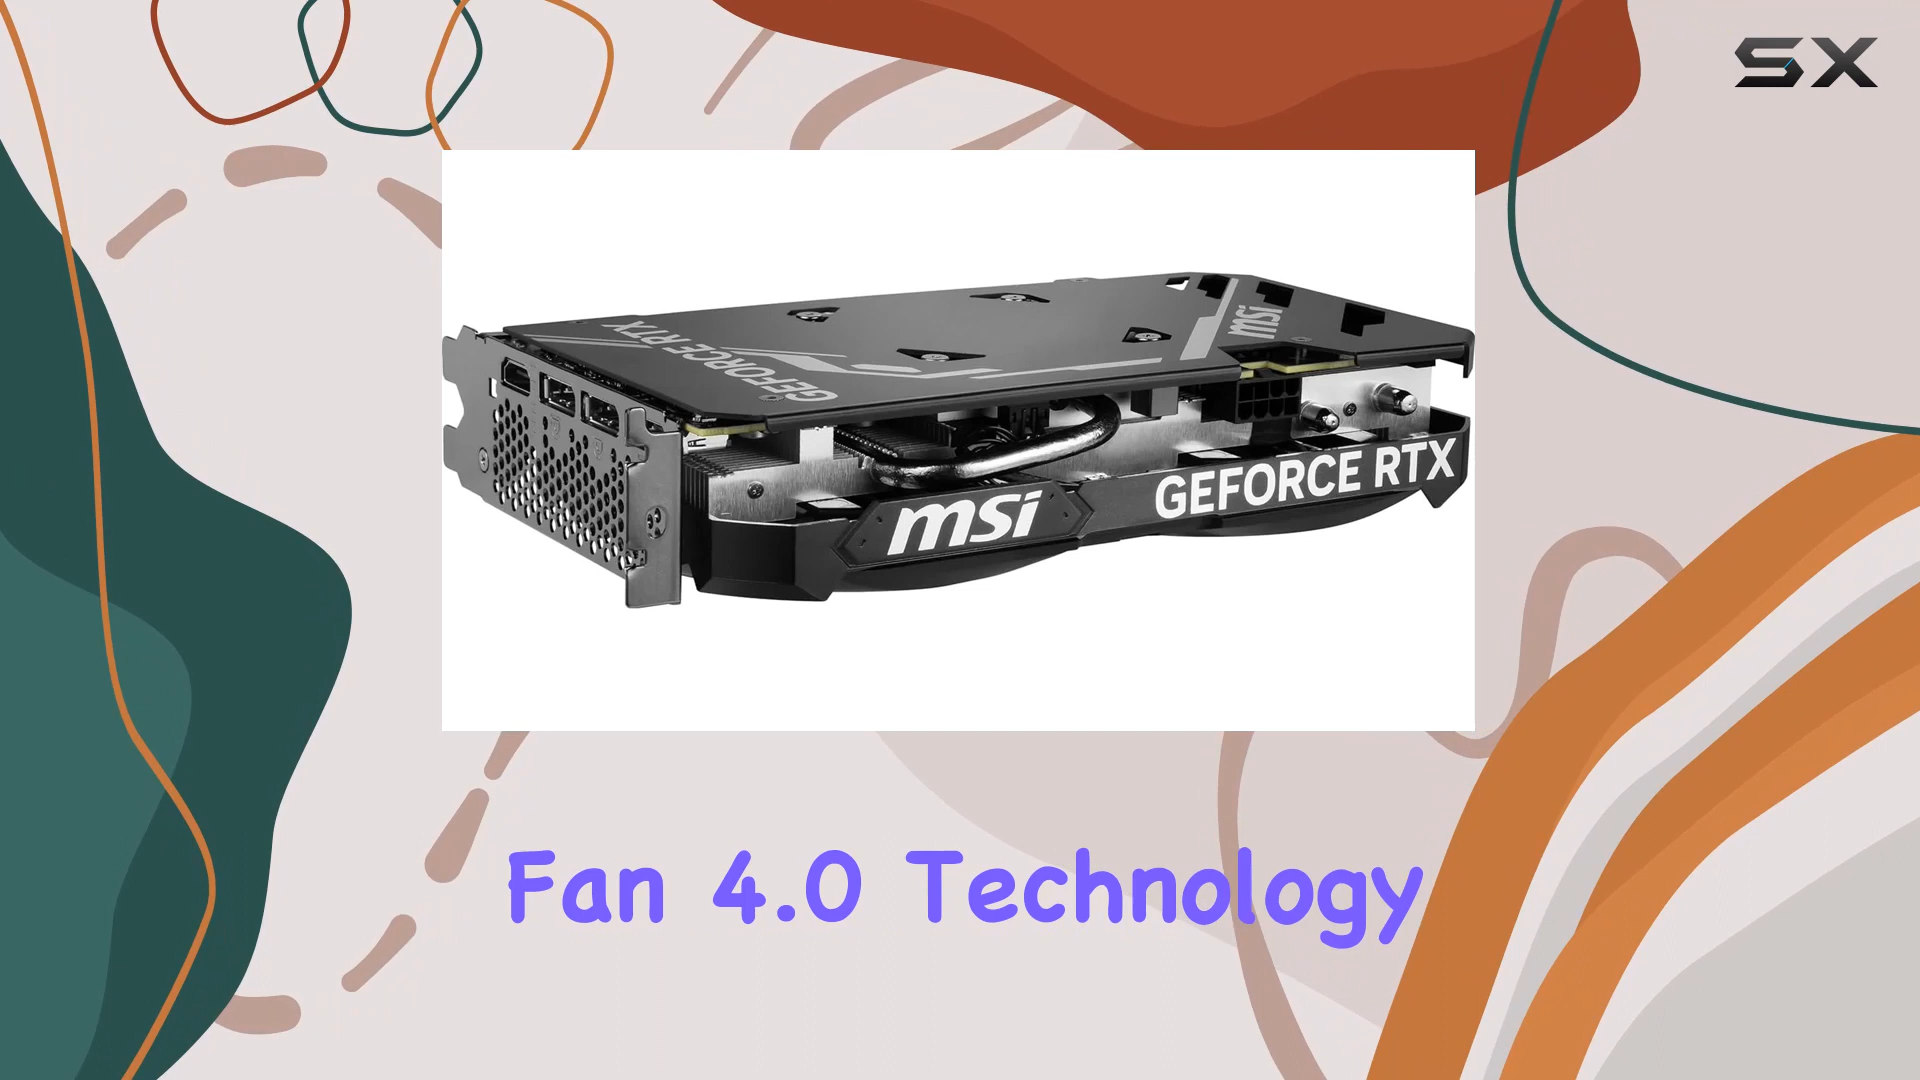 SX
GEFORCE RTX
msi
msi
GEFORCE RTX
Fan 4.0 Technology